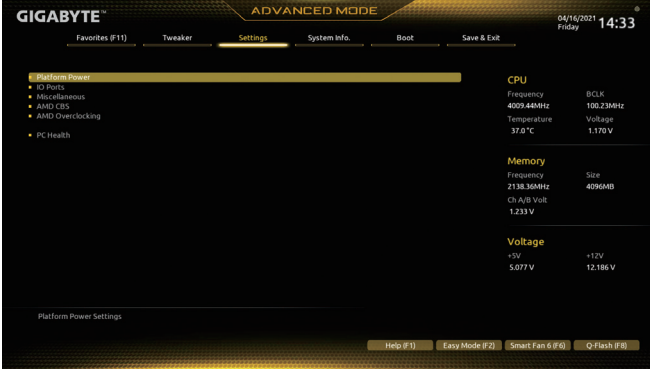 GIGABYTE™
ADVANCED MODE
04/16/2021
Friday
14:33
Favorites (F11) Tweaker Settings System Info. Boot Save & Exit
Platform Power
IO Ports
Miscellaneous
AMD CBS
AMD Overclocking
PC Health
CPU
Frequency BCLK
4009.44MHz 100.23MHz
Temperature Voltage
37.0 °C 1.170 V
Memory
Frequency Size
2138.36MHz 4096MB
Ch A/B Volt
1.233 V
Voltage
+5V +12V
5.077 V 12.186 V
Platform Power Settings
Help (F1) Easy Mode (F2) Smart Fan 6 (F6) Q-Flash (F8)